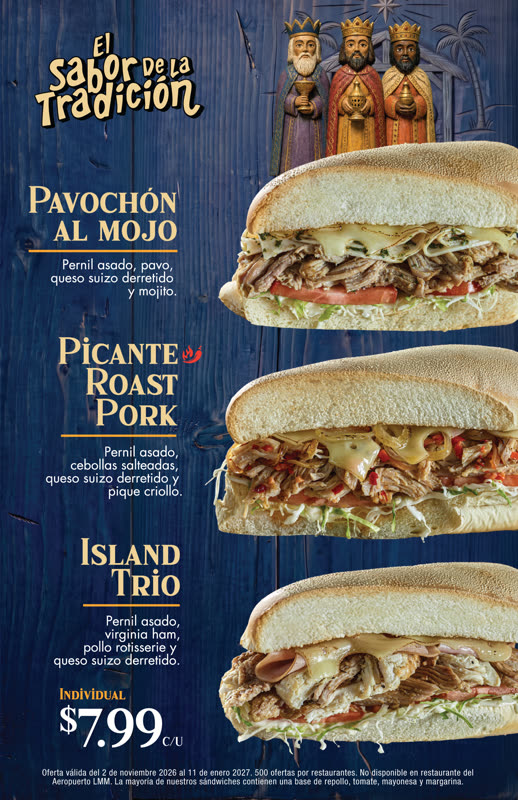 El
Sabor De La
Tradición
Pavochón
al Mojo
Pernil asado, pavo,
queso suizo derretido
y mojito.
Picante
Roast
Pork
Pernil asado,
cebollas salteadas,
queso suizo derretido y
pique criollo.
Island
Trio
Pernil asado,
virginia ham,
pollo rotisserie y
queso suizo derretido.
Individual
$7.99 C/U
Oferta válida del 2 de noviembre 2026 al 11 de enero 2027. 500 ofertas por restaurantes. No disponible en restaurante del
Aeropuerto LMM. La mayoría de nuestros sándwiches contienen una base de repollo, tomate, mayonesa y margarina.